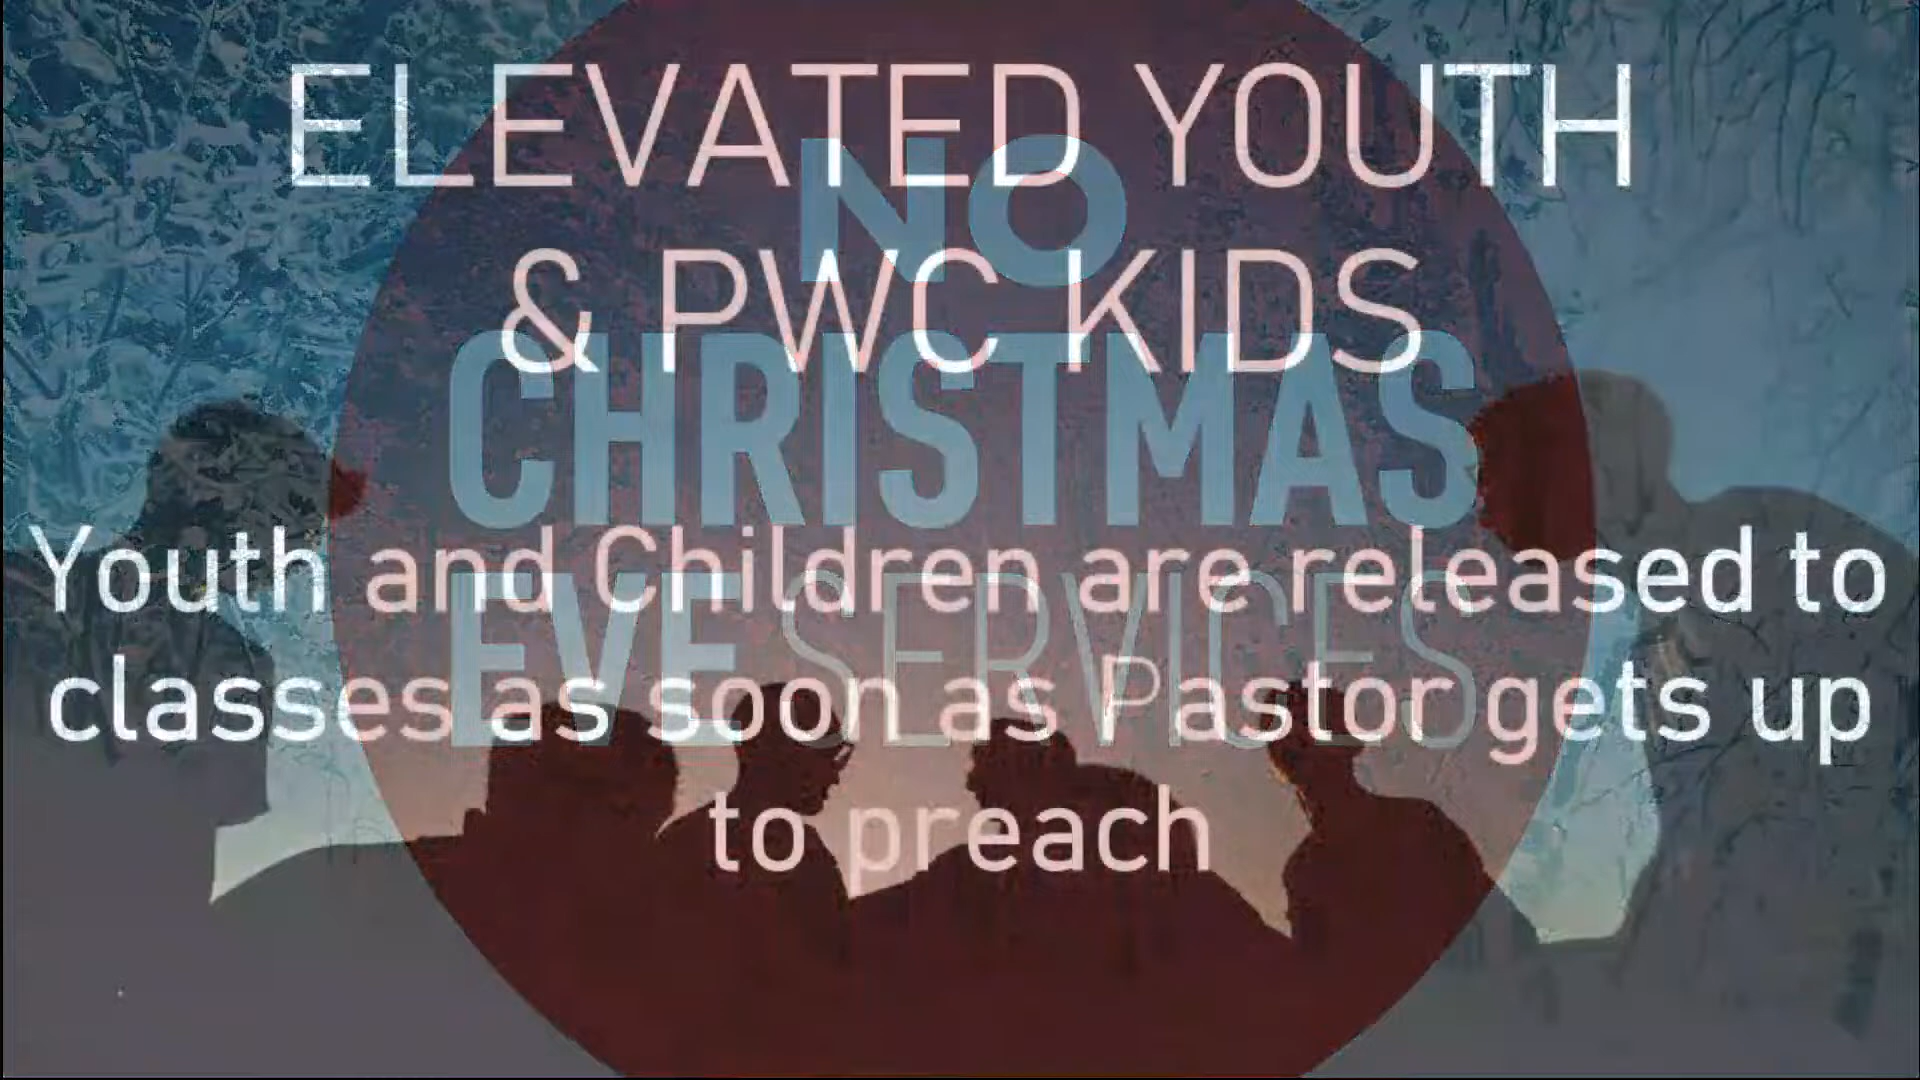 ELEVATED YOUTH
& PWC KIDS
Youth and Children are released to
classes as soon as Pastor gets up
to preach
NO
CHRISTMAS
EVE SERVICES